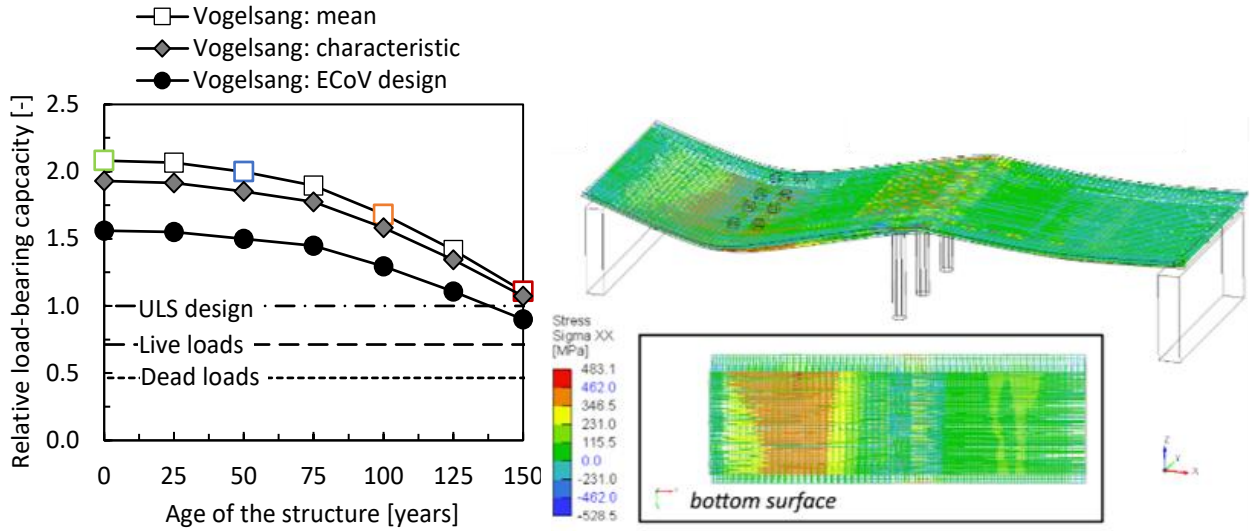 Vogelsang: mean
Vogelsang: characteristic
Vogelsang: ECoV design
Relative load-bearing capcacity [-]
2.5
2.0
1.5
1.0
0.5
0.0
ULS design
Live loads
Dead loads
0 25 50 75 100 125 150
Age of the structure [years]
Stress
Sigma XX
[MPa]
483.1
462.0
346.5
231.0
115.5
0.0
-231.0
-462.0
-528.5
bottom surface
Z
Y
X